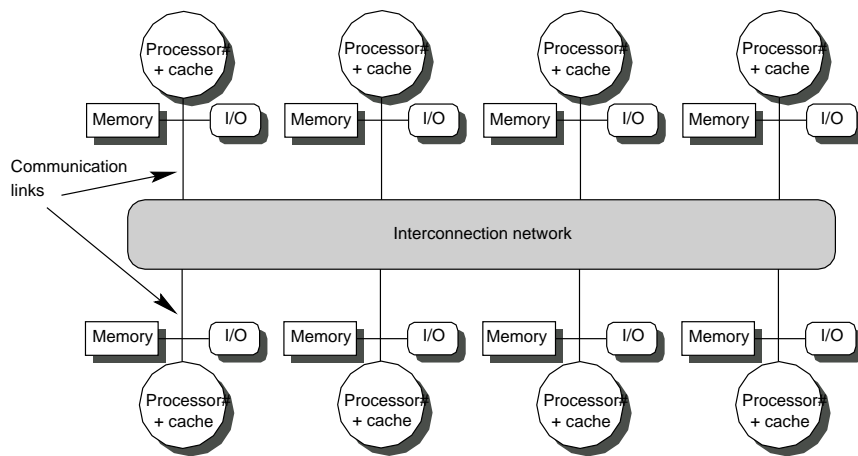 Processor#
+ cache
Processor#
+ cache
Processor#
+ cache
Processor#
+ cache
Memory
I/O
Memory
I/O
Memory
I/O
Memory
I/O
Communication
links
Interconnection network
Memory
I/O
Memory
I/O
Memory
I/O
Memory
I/O
Processor#
+ cache
Processor#
+ cache
Processor#
+ cache
Processor#
+ cache